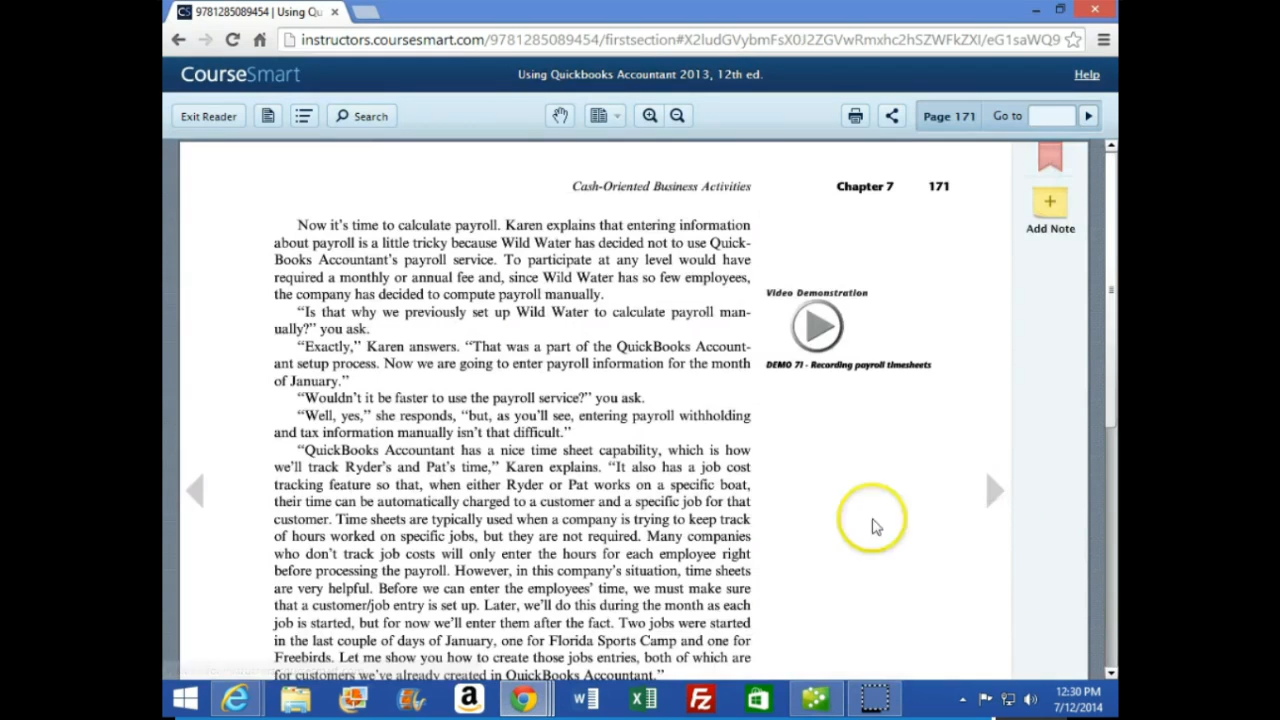 9781285089454 | Using Qu
instructors.coursesmart.com/9781285089454/firstsection#X2ludGVybmFsX0J2ZGVwRmxhc2hSZWFkZXI/eG1saWQ9
CourseSmart
Using Quickbooks Accountant 2013, 12th ed.
Help
Exit Reader
Search
Page 171
Go to
Cash-Oriented Business Activities Chapter 7 171
Add Note
Now it's time to calculate payroll. Karen explains that entering information
about payroll is a little tricky because Wild Water has decided not to use Quick-
Books Accountant's payroll service. To participate at any level would have
required a monthly or annual fee and, since Wild Water has so few employees,
the company has decided to compute payroll manually.
"Is that why we previously set up Wild Water to calculate payroll man-
ually?" you ask.
"Exactly," Karen answers. "That was a part of the QuickBooks Account-
ant setup process. Now we are going to enter payroll information for the month
of January."
"Wouldn't it be faster to use the payroll service?" you ask.
"Well, yes," she responds, "but, as you'll see, entering payroll withholding
and tax information manually isn't that difficult."
"QuickBooks Accountant has a nice time sheet capability, which is how
we'll track Ryder's and Pat's time," Karen explains. "It also has a job cost
tracking feature so that, when either Ryder or Pat works on a specific boat,
their time can be automatically charged to a customer and a specific job for that
customer. Time sheets are typically used when a company is trying to keep track
of hours worked on specific jobs, but they are not required. Many companies
who don't track job costs will only enter the hours for each employee right
before processing the payroll. However, in this company's situation, time sheets
are very helpful. Before we can enter the employees' time, we must make sure
that a customer/job entry is set up. Later, we'll do this during the month as each
job is started, but for now we'll enter them after the fact. Two jobs were started
in the last couple of days of January, one for Florida Sports Camp and one for
Freebirds. Let me show you how to create those jobs entries, both of which are
for customers we've already created in QuickBooks Accountant."
Video Demonstration
DEMO 71 - Recording payroll timesheets
12:30 PM
7/12/2014